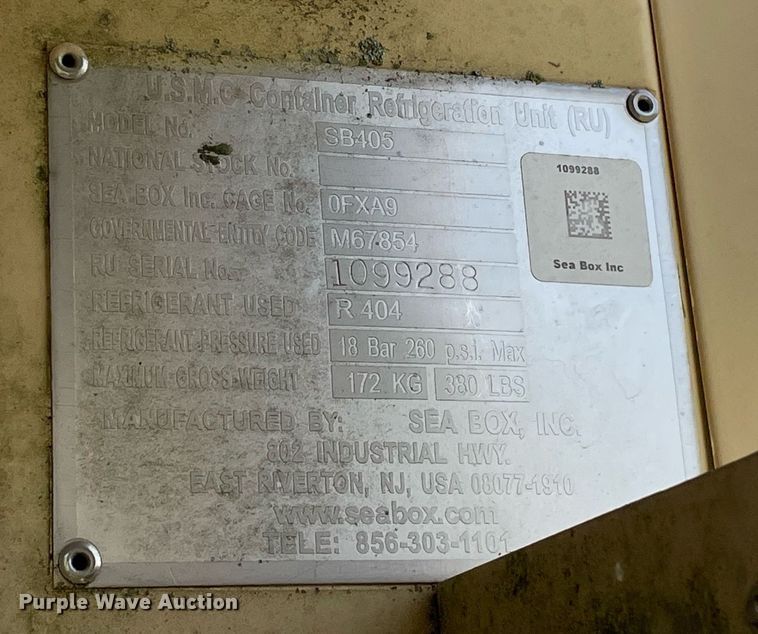 U.S.M.C Container Refrigeration Unit (RU)
MODEL No. SB405
NATIONAL STOCK No.
SEA BOX Inc. CAGE No. 0FXA9
GOVERNMENTAL ENTITY CODE M67854
RU SERIAL No. 1099288
REFRIGERANT USED R 404
REFRIGERANT PRESSURE USED 18 Bar 260 p.s.i. Max
MAXIMUM GROSS WEIGHT 172 KG 380 LBS
MANUFACTURED BY: SEA BOX, INC.
802 INDUSTRIAL HWY.
EAST RIVERTON, NJ, USA 08077-1910
www.seabox.com
TELE: 856-303-1101
1099288
Sea Box Inc
Purple Wave Auction